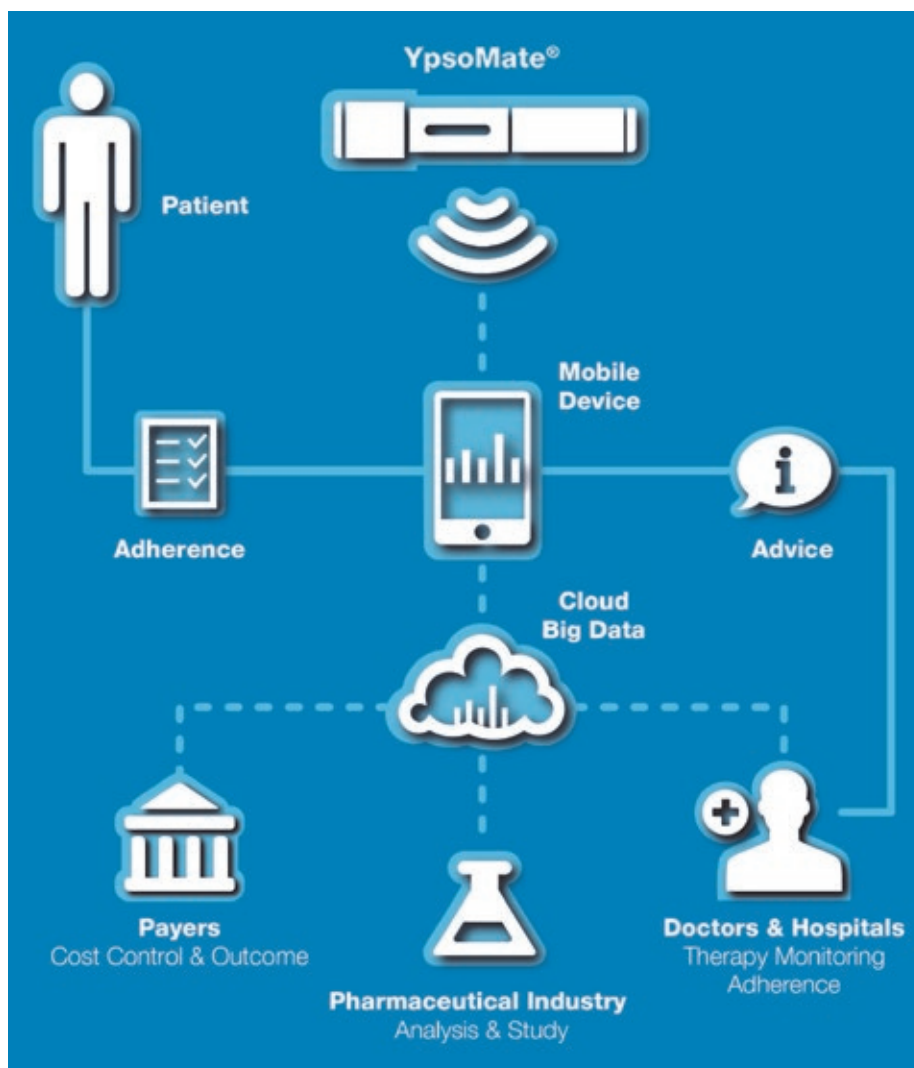 YpsoMate®
Patient
Mobile
Device
Adherence
i
Advice
Cloud
Big Data
Payers
Cost Control & Outcome
Doctors & Hospitals
Therapy Monitoring
Adherence
Pharmaceutical Industry
Analysis & Study